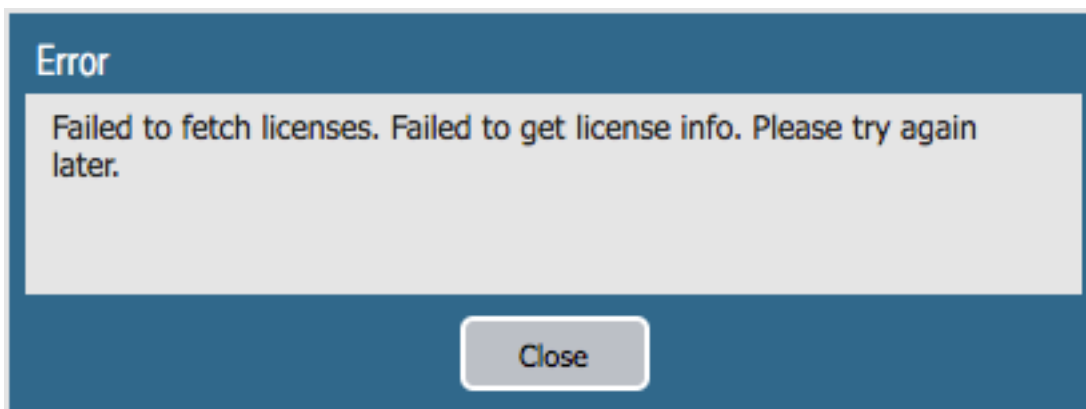 Error
Failed to fetch licenses. Failed to get license info. Please try again
later.
Close